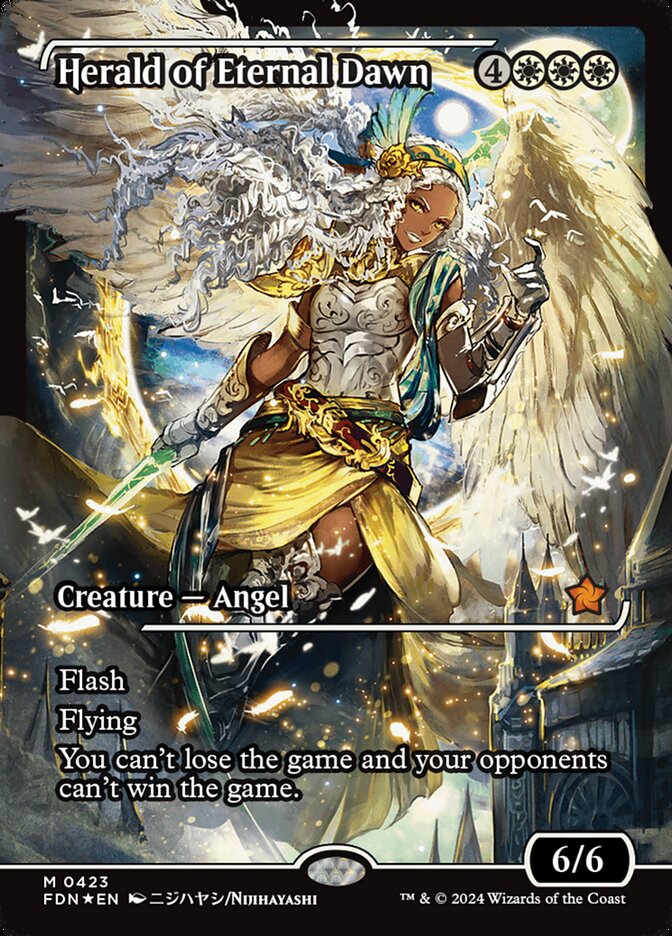 Herald of Eternal Dawn 4
Creature — Angel
Flash
Flying
You can't lose the game and your opponents
can't win the game.
6/6
M 0423
FDN★EN ニジハヤシ/Nijihayashi
™ & © 2024 Wizards of the Coast